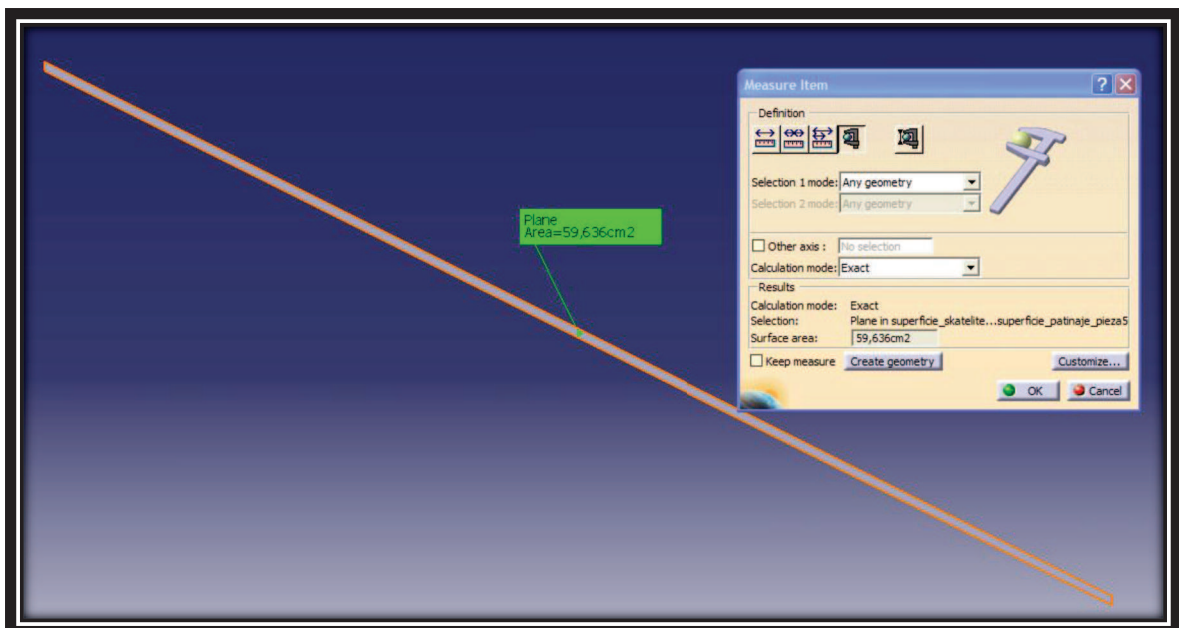 Plane
Area=59,636cm2
Measure Item
Definition
Selection 1 mode: Any geometry
Selection 2 mode: Any geometry
Other axis : No selection
Calculation mode: Exact
Results
Calculation mode: Exact
Selection: Plane in superficie_skatelite...superficie_patinaje_pieza5
Surface area: 59,636cm2
Keep measure Create geometry Customize...
OK Cancel